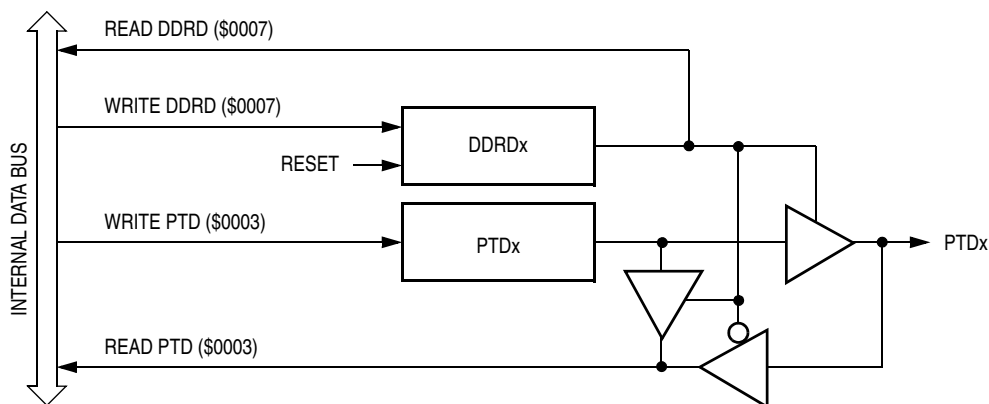 READ DDRD ($0007)
WRITE DDRD ($0007)
DDRDx
RESET
INTERNAL DATA BUS
WRITE PTD ($0003)
PTDx
PTDx
READ PTD ($0003)